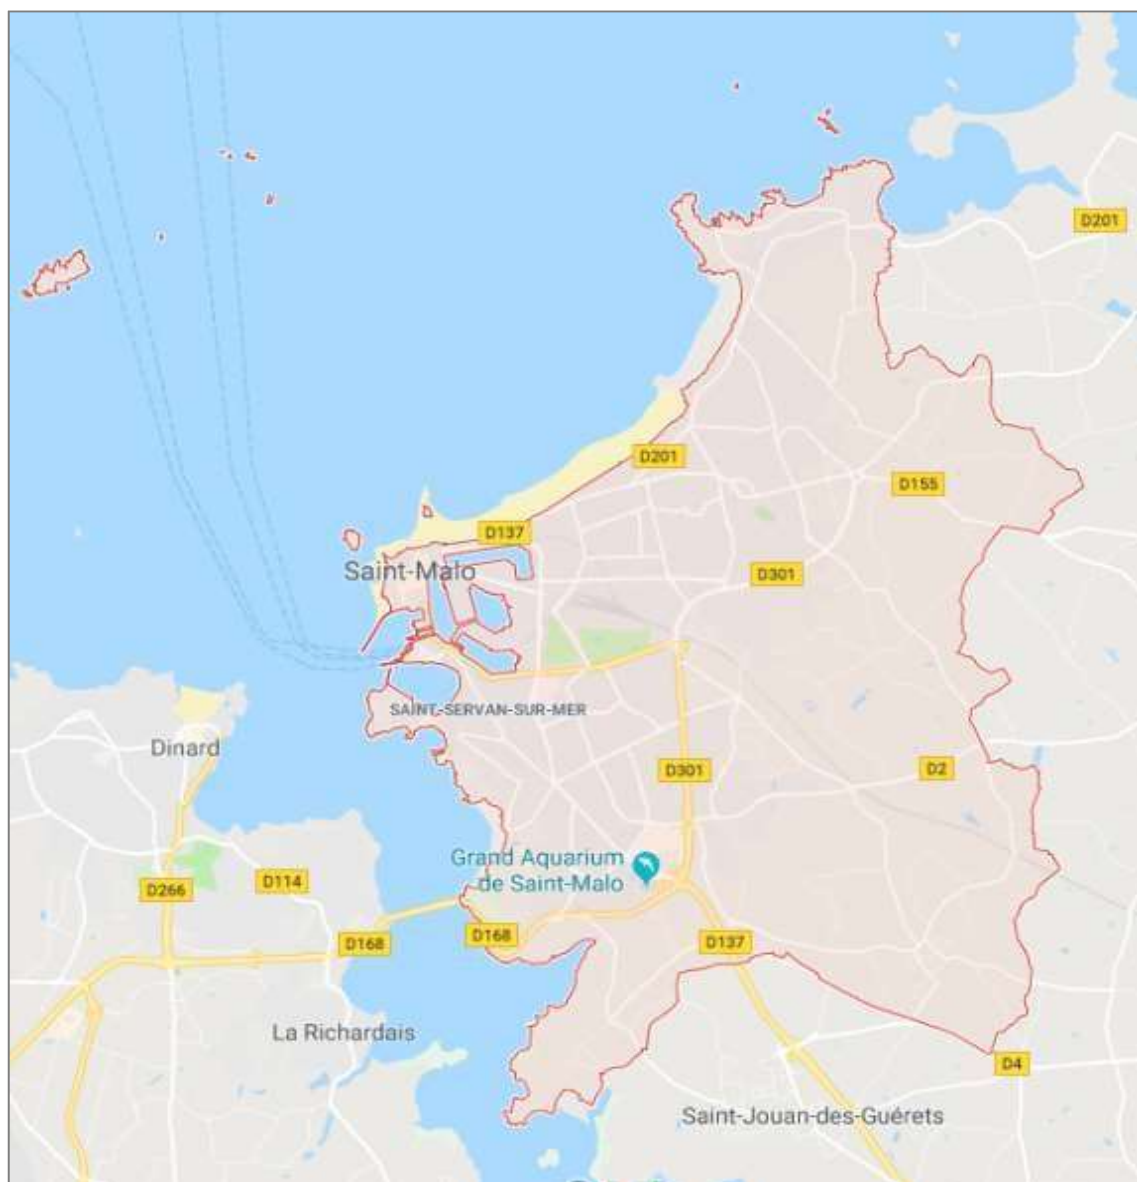 D201
D201
D155
D137
Saint-Malo
D301
SAINT-SERVAN-SUR-MER
Dinard
D301
D2
Grand Aquarium
de Saint-Malo
D266
D114
D168
D168
D137
La Richardais
D4
Saint-Jouan-des-Guérets